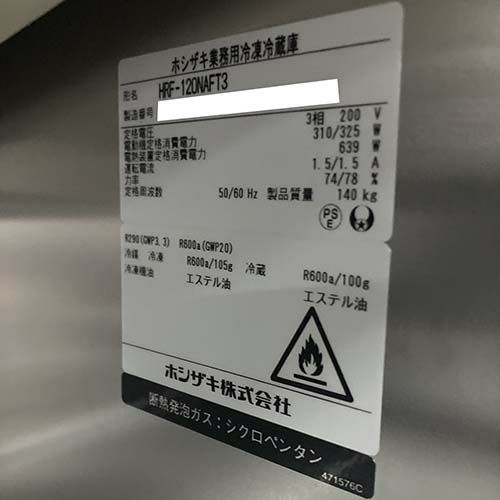 ホシザキ業務用冷凍冷蔵庫
形名 HRF-120NAFT3
製造番号
定格電圧 3相 200 V
電動機定格消費電力 310/325 W
電熱装置定格消費電力 639 W
運転電流 1.5/1.5 A
力率 74/78 %
定格周波数 50/60 Hz 製品質量 140 kg
PS E
R290(GWP3.3) R600a(GWP20)
冷媒 冷凍 R600a/105g 冷蔵 R600a/100g
冷凍機油 エステル油 エステル油
ホシザキ株式会社
断熱発泡ガス：シクロペンタン
471576C